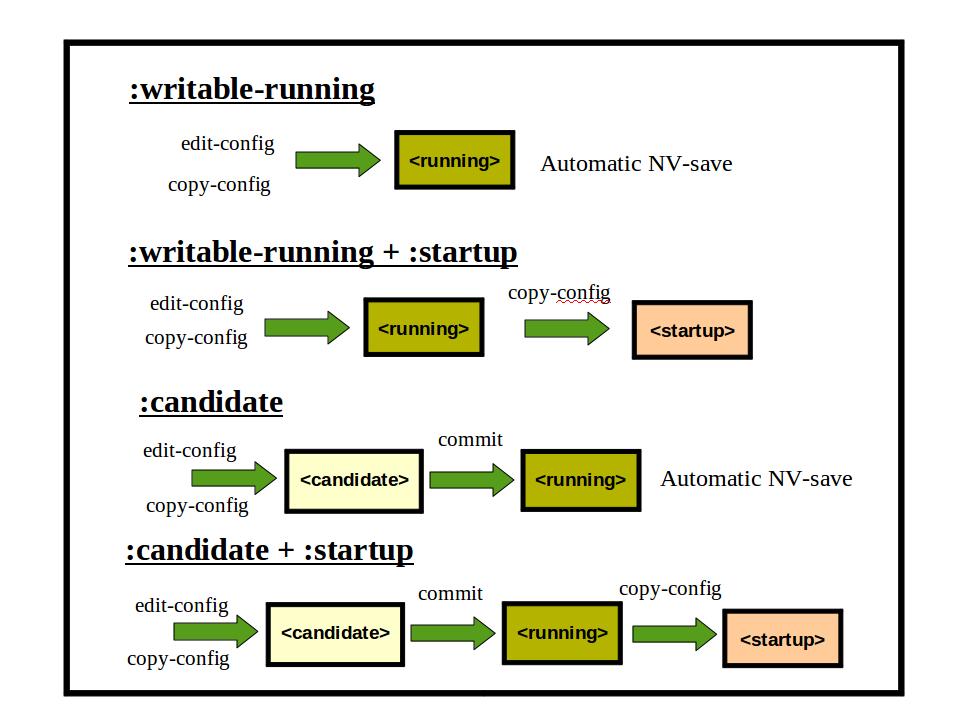 :writable-running
edit-config
copy-config
<running>
Automatic NV-save
:writable-running + :startup
edit-config
copy-config
<running>
copy-config
<startup>
:candidate
edit-config
copy-config
<candidate>
commit
<running>
Automatic NV-save
:candidate + :startup
edit-config
copy-config
<candidate>
commit
<running>
copy-config
<startup>